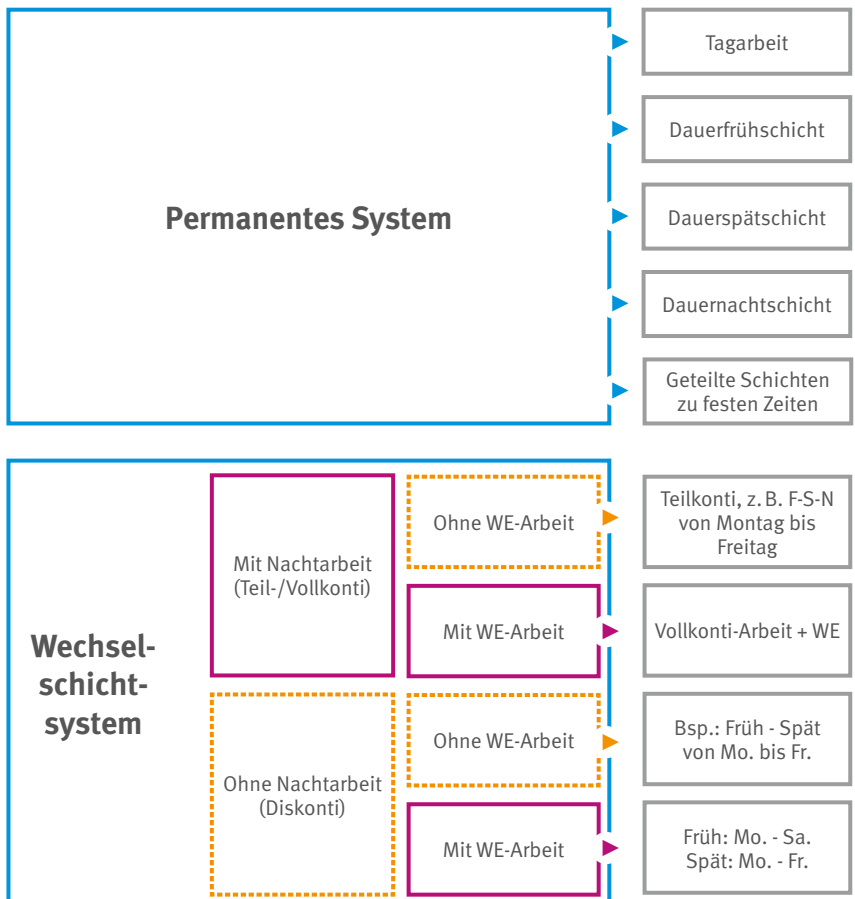 Permanentes System
Tagarbeit
Dauerfrühschicht
Dauerspätschicht
Dauernachtschicht
Geteilte Schichten
zu festen Zeiten
Wechsel-
schicht-
system
Mit Nachtarbeit
(Teil-/Vollkonti)
Ohne WE-Arbeit
Teilkonti, z. B. F-S-N
von Montag bis
Freitag
Mit WE-Arbeit
Vollkonti-Arbeit + WE
Ohne Nachtarbeit
(Diskonti)
Ohne WE-Arbeit
Bsp.: Früh - Spät
von Mo. bis Fr.
Mit WE-Arbeit
Früh: Mo. - Sa.
Spät: Mo. - Fr.